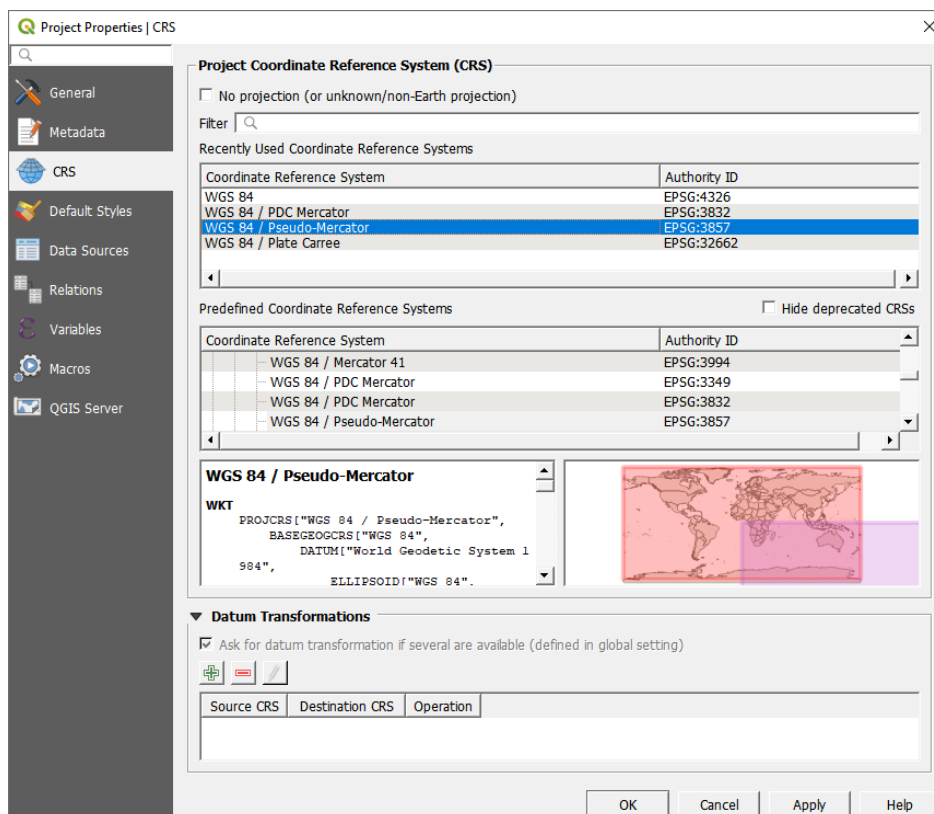 Project Properties | CRS
General
Metadata
CRS
Default Styles
Data Sources
Relations
Variables
Macros
QGIS Server
Project Coordinate Reference System (CRS)
No projection (or unknown/non-Earth projection)
Filter
Recently Used Coordinate Reference Systems
Coordinate Reference System Authority ID
WGS 84 EPSG:4326
WGS 84 / PDC Mercator EPSG:3832
WGS 84 / Pseudo-Mercator EPSG:3857
WGS 84 / Plate Carree EPSG:32662
Predefined Coordinate Reference Systems Hide deprecated CRSs
Coordinate Reference System Authority ID
WGS 84 / Mercator 41 EPSG:3994
WGS 84 / PDC Mercator EPSG:3349
WGS 84 / PDC Mercator EPSG:3832
WGS 84 / Pseudo-Mercator EPSG:3857
WGS 84 / Pseudo-Mercator
WKT
PROJCRS["WGS 84 / Pseudo-Mercator",
BASEGEOGCRS["WGS 84",
DATUM["World Geodetic System 1
984",
ELLIPSOID["WGS 84",
Datum Transformations
Ask for datum transformation if several are available (defined in global setting)
Source CRS Destination CRS Operation
OK Cancel Apply Help